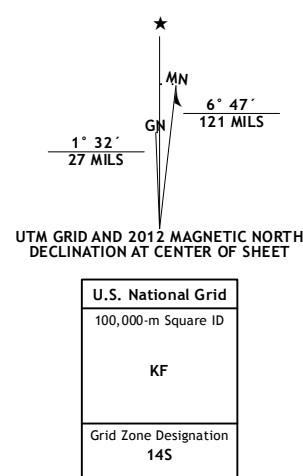 ★
MN
GN
6° 47´
121 MILS
1° 32´
27 MILS
UTM GRID AND 2012 MAGNETIC NORTH
DECLINATION AT CENTER OF SHEET
U.S. National Grid
100,000-m Square ID
KF
Grid Zone Designation
14S